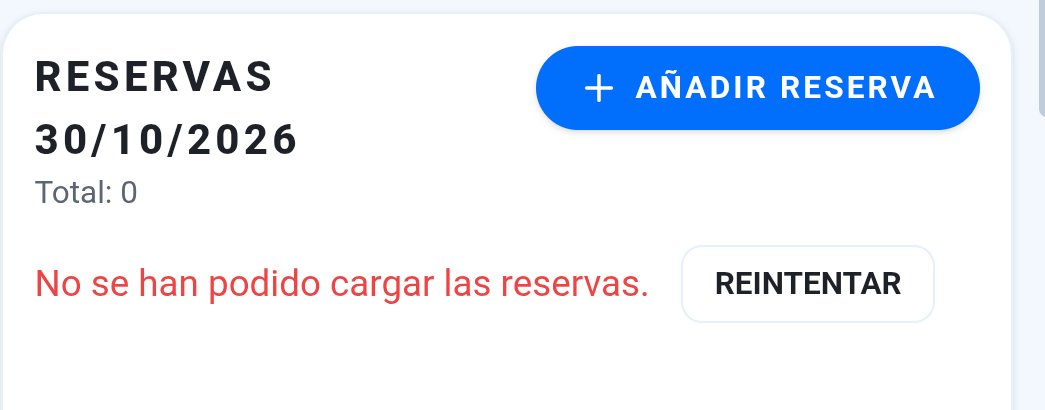 RESERVAS
30/10/2026
Total: 0
AÑADIR RESERVA
No se han podido cargar las reservas.
REINTENTAR